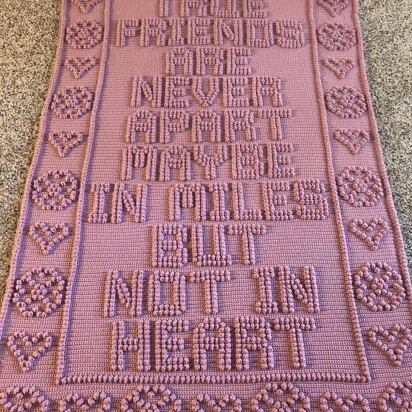 TRUE
FRIENDS
ARE
NEVER
APART
MAYBE
IN MILES
BUT
NOT IN
HEART